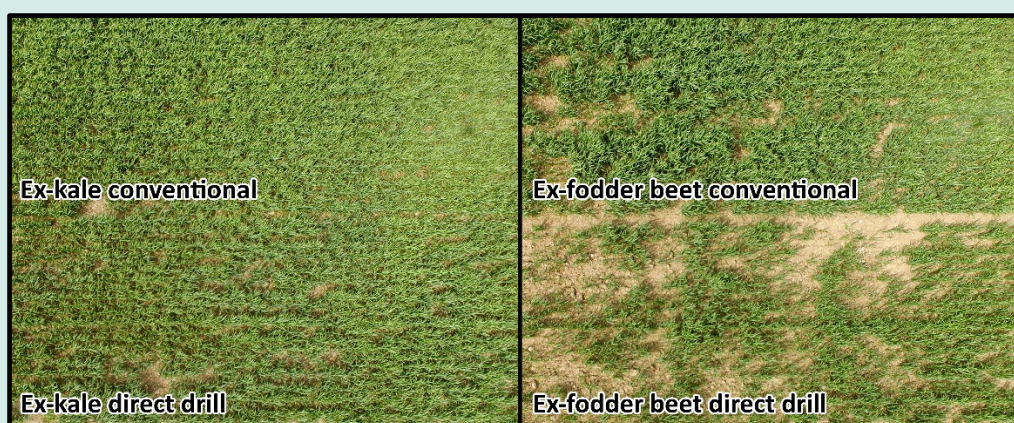 Ex-kale conventional
Ex-fodder beet conventional
Ex-kale direct drill
Ex-fodder beet direct drill